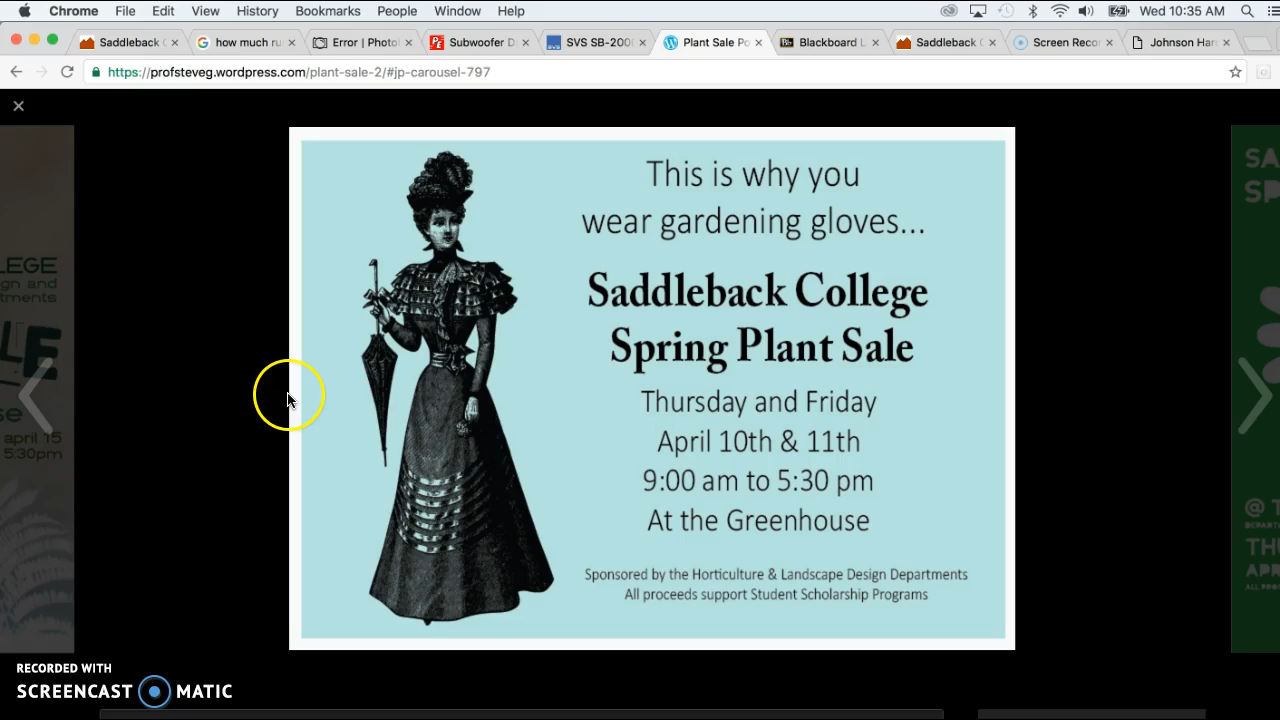 Chrome File Edit View History Bookmarks People Window Help Wed 10:35 AM
Saddleback how much ru Error | Photo Subwoofer D SVS SB-200 Plant Sale Po Blackboard L Saddleback Screen Recor Johnson Har
https://profsteveg.wordpress.com/plant-sale-2/#jp-carousel-797
This is why you
wear gardening gloves...
Saddleback College
Spring Plant Sale
Thursday and Friday
April 10th & 11th
9:00 am to 5:30 pm
At the Greenhouse
Sponsored by the Horticulture & Landscape Design Departments
All proceeds support Student Scholarship Programs
april 15
5:30pm
RECORDED WITH
SCREENCAST MATIC